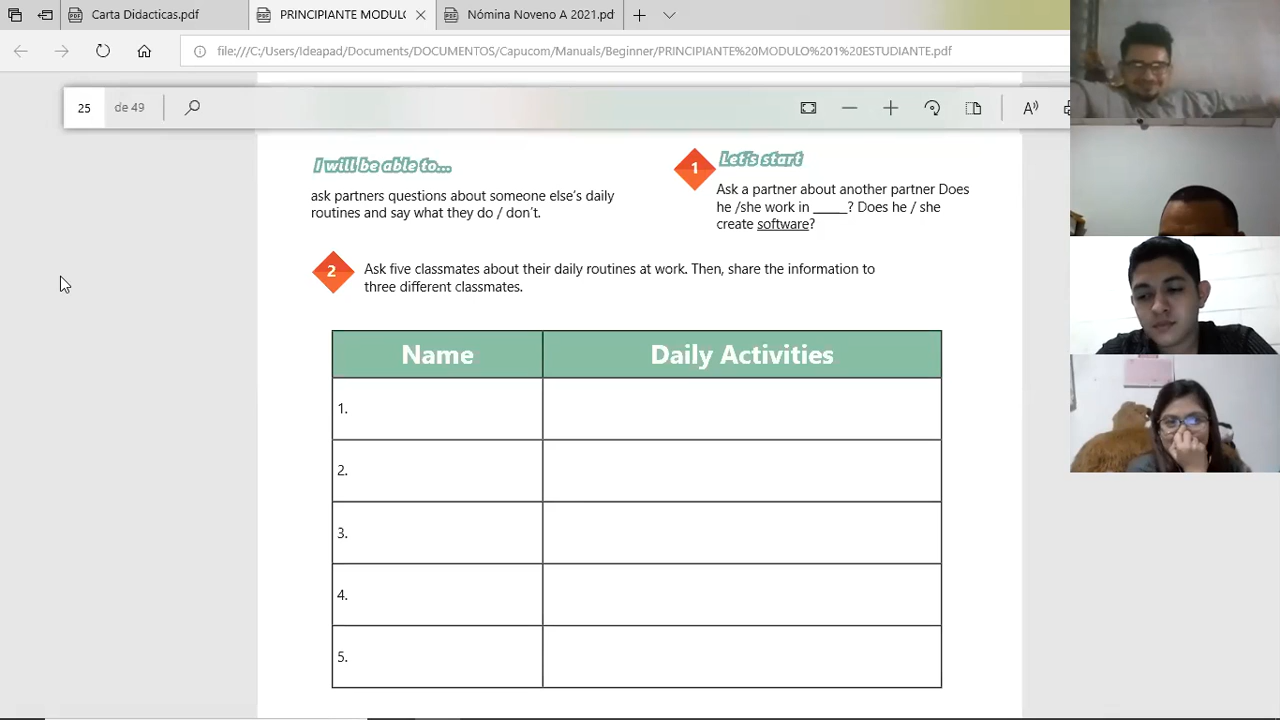 Carta Didacticas.pdf
PRINCIPIANTE MODULO
Nómina Noveno A 2021.pd
file:///C:/Users/Ideapad/Documents/DOCUMENTOS/Capucom/Manuals/Beginner/PRINCIPIANTE%20MODULO%201%20ESTUDIANTE.pdf
25 de 49
I will be able to...
ask partners questions about someone else's daily
routines and say what they do / don't.
1
Let's start
Ask a partner about another partner Does
he /she work in _____? Does he / she
create software?
2
Ask five classmates about their daily routines at work. Then, share the information to
three different classmates.
Name
Daily Activities
1.
2.
3.
4.
5.